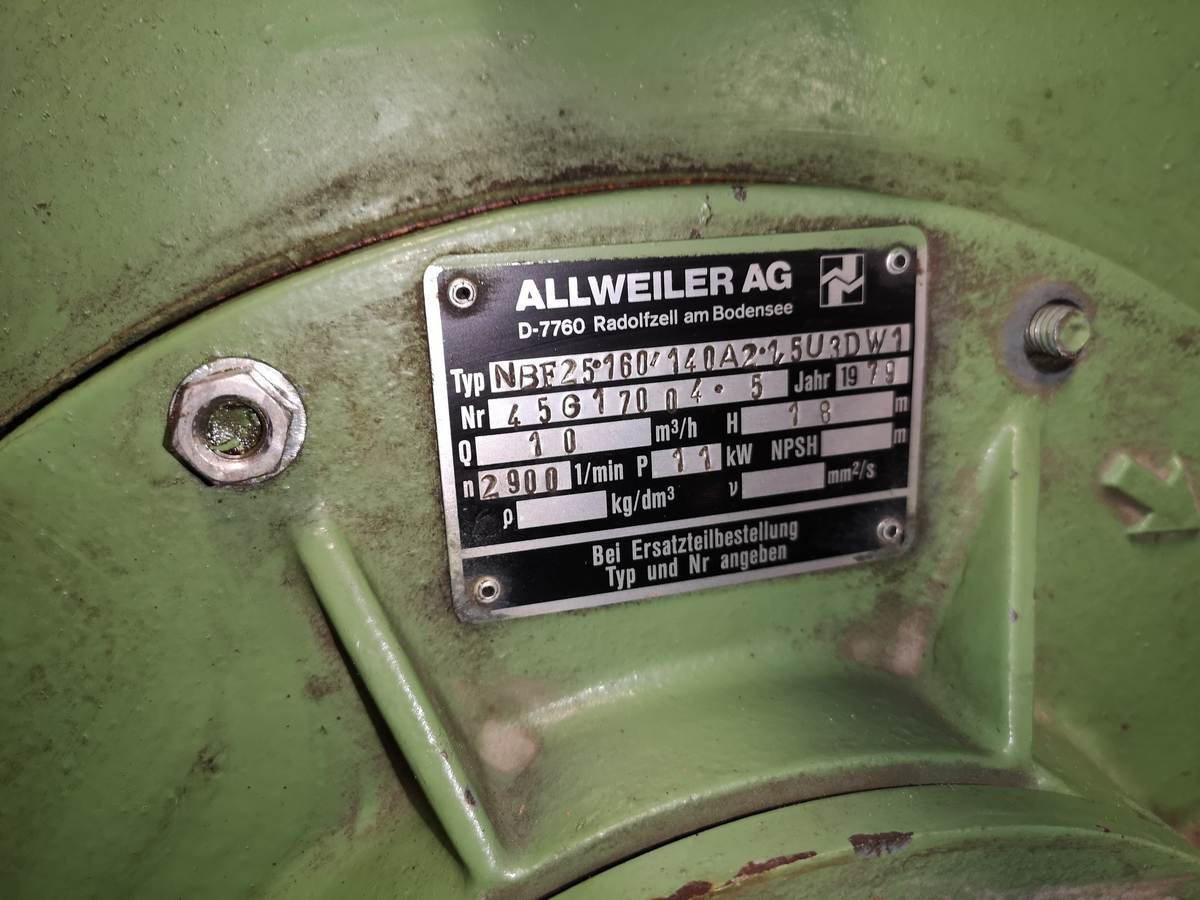 ALLWEILER AG
D-7760 Radolfzell am Bodensee
Typ NBF25·160/140A2·1,5U3DW1
Nr 45G17004·5 Jahr 1979
Q 10 m³/h H 18 m
n 2900 1/min P 11 kW NPSH m
ρ kg/dm³ ν mm²/s
Bei Ersatzteilbestellung
Typ und Nr angeben